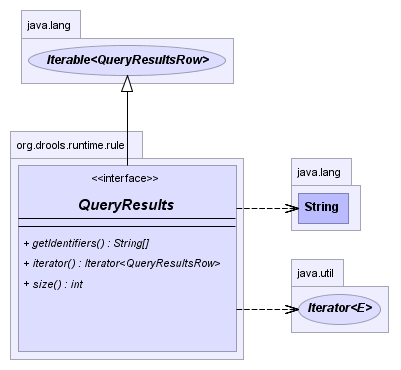 java.lang
Iterable<QueryResultsRow>
org.drools.runtime.rule
<<interface>>
QueryResults
+ getIdentifiers() : String[]
+ iterator() : Iterator<QueryResultsRow>
+ size() : int
java.lang
String
java.util
Iterator<E>